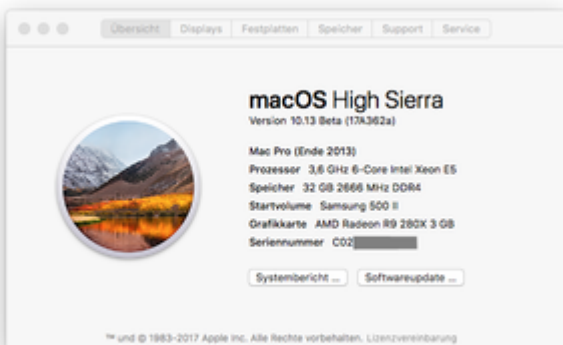 Übersicht Displays Festplatten Speicher Support Service
macOS High Sierra
Version 10.13 Beta (17A362a)
Mac Pro (Ende 2013)
Prozessor 3,6 GHz 6-Core Intel Xeon E5
Speicher 32 GB 2666 MHz DDR4
Startvolume Samsung 500 II
Grafikkarte AMD Radeon R9 280X 3 GB
Seriennummer C02
Systembericht ... Softwareupdate ...
™ und © 1983-2017 Apple Inc. Alle Rechte vorbehalten. Lizenzvereinbarung